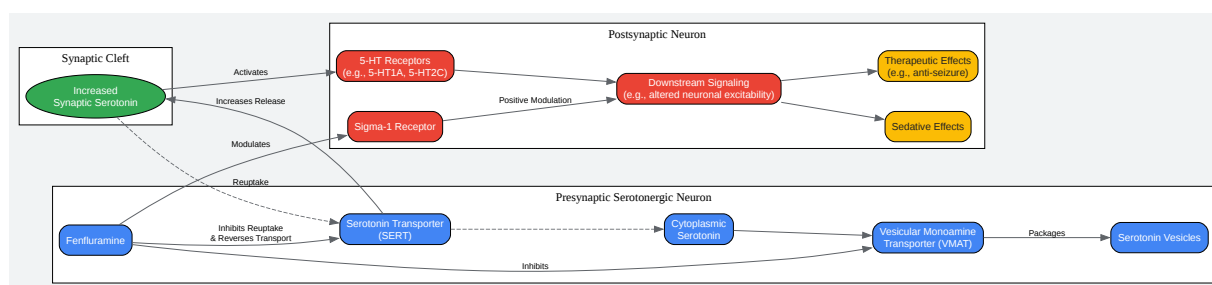 Postsynaptic Neuron
Synaptic Cleft
5-HT Receptors
(e.g., 5-HT1A, 5-HT2C)
Therapeutic Effects
(e.g., anti-seizure)
Activates
Increased
Synaptic Serotonin
Downstream Signaling
(e.g., altered neuronal excitability)
Increases Release
Positive Modulation
Sigma-1 Receptor
Sedative Effects
Modulates
Reuptake
Presynaptic Serotonergic Neuron
Fenfluramine
Inhibits Reuptake
& Reverses Transport
Serotonin Transporter
(SERT)
Cytoplasmic
Serotonin
Vesicular Monoamine
Transporter (VMAT)
Packages
Serotonin Vesicles
Inhibits